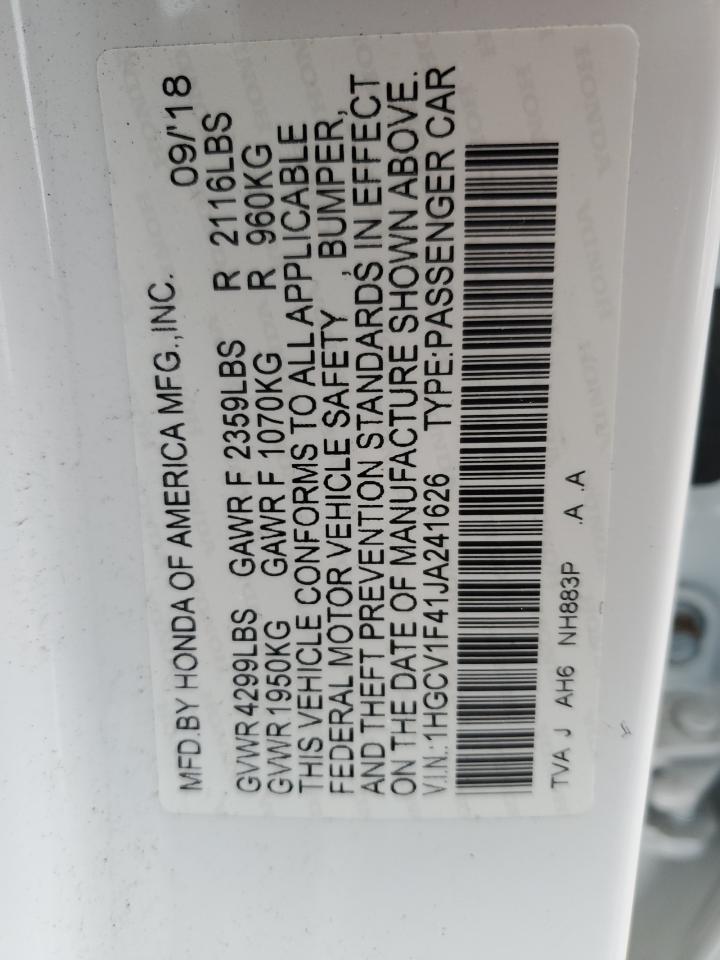 MFD.BY HONDA OF AMERICA MFG.,INC. 09/'18
GVWR 4299LBS GAWR F 2359LBS R 2116LBS
GVWR 1950KG GAWR F 1070KG R 960KG
THIS VEHICLE CONFORMS TO ALL APPLICABLE
FEDERAL MOTOR VEHICLE SAFETY , BUMPER,
AND THEFT PREVENTION STANDARDS IN EFFECT
ON THE DATE OF MANUFACTURE SHOWN ABOVE.
V.I.N.:1HGCV1F41JA241626 TYPE:PASSENGER CAR
TVA J AH6 NH883P .A .A